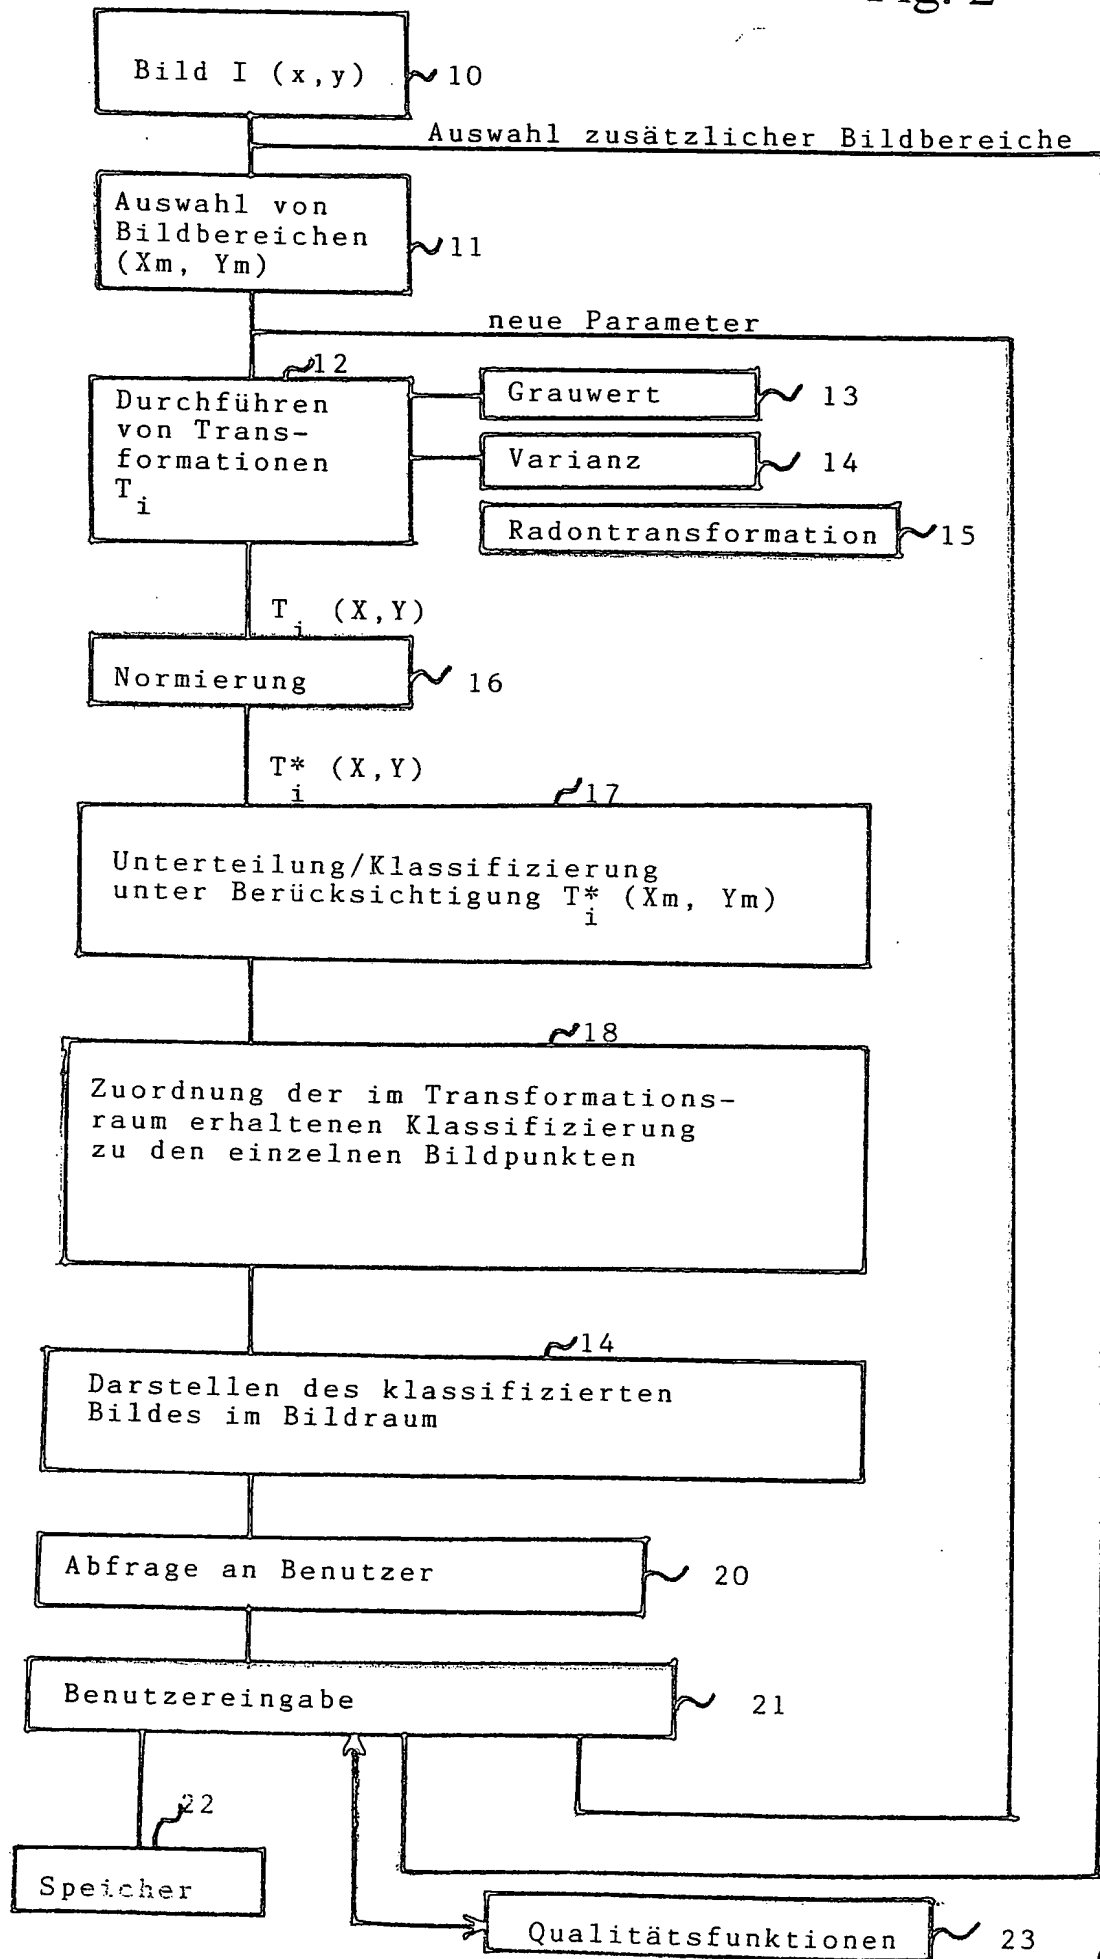 Fig. 2
Bild I (x,y)
10
Auswahl zusätzlicher Bildbereiche
Auswahl von
Bildbereichen
(Xm, Ym)
11
neue Parameter
12
Durchführen
von Trans-
formationen
T
i
Grauwert
13
Varianz
14
Radontransformation
15
T (X,Y)
i
Normierung
16
T* (X,Y)
i
17
Unterteilung/Klassifizierung
unter Berücksichtigung T* (Xm, Ym)
i
18
Zuordnung der im Transformations-
raum erhaltenen Klassifizierung
zu den einzelnen Bildpunkten
14
Darstellen des klassifizierten
Bildes im Bildraum
Abfrage an Benutzer
20
Benutzereingabe
21
22
Speicher
Qualitätsfunktionen
23